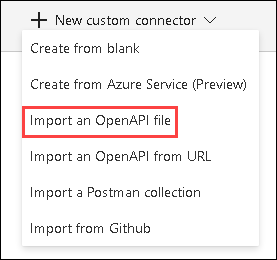 New custom connector
Create from blank
Create from Azure Service (Preview)
Import an OpenAPI file
Import an OpenAPI from URL
Import a Postman collection
Import from Github